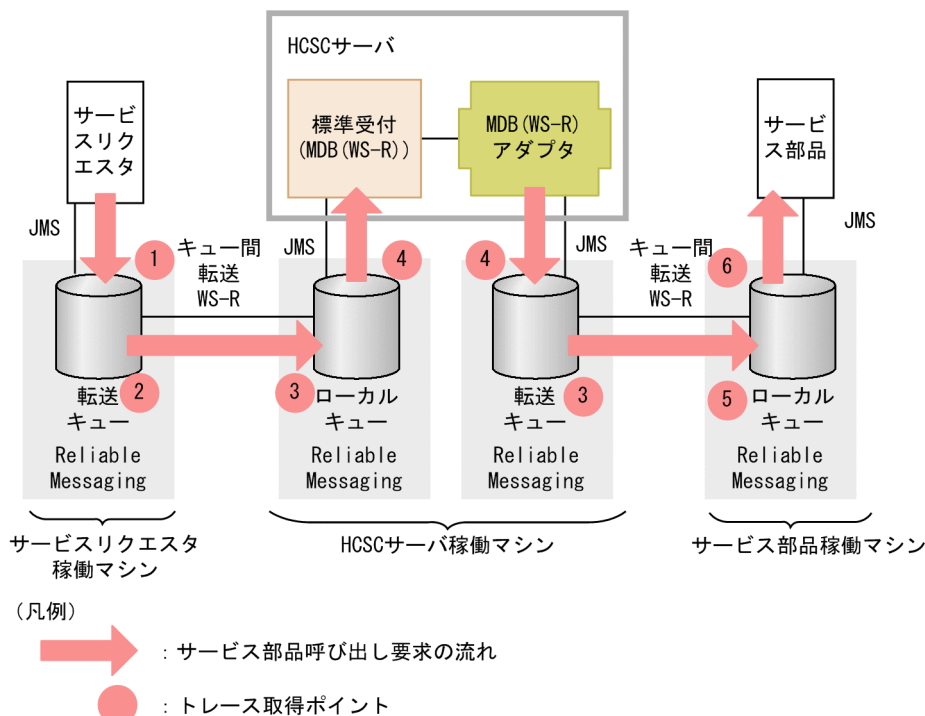 HCSCサーバ
サービ
スリク
エスタ
標準受付
(MDB(WS-R))
MDB(WS-R)
アダプタ
サービ
ス部品
JMS
1
キュー間
転送
WS-R
JMS
4
4
JMS
キュー間
転送
WS-R
6
JMS
2
転送
キュー
3
ローカル
キュー
転送
キュー
3
5
ローカル
キュー
Reliable
Messaging
Reliable
Messaging
Reliable
Messaging
Reliable
Messaging
サービスリクエスタ
稼働マシン
HCSCサーバ稼働マシン
サービス部品稼働マシン
(凡例)
：サービス部品呼び出し要求の流れ
：トレース取得ポイント